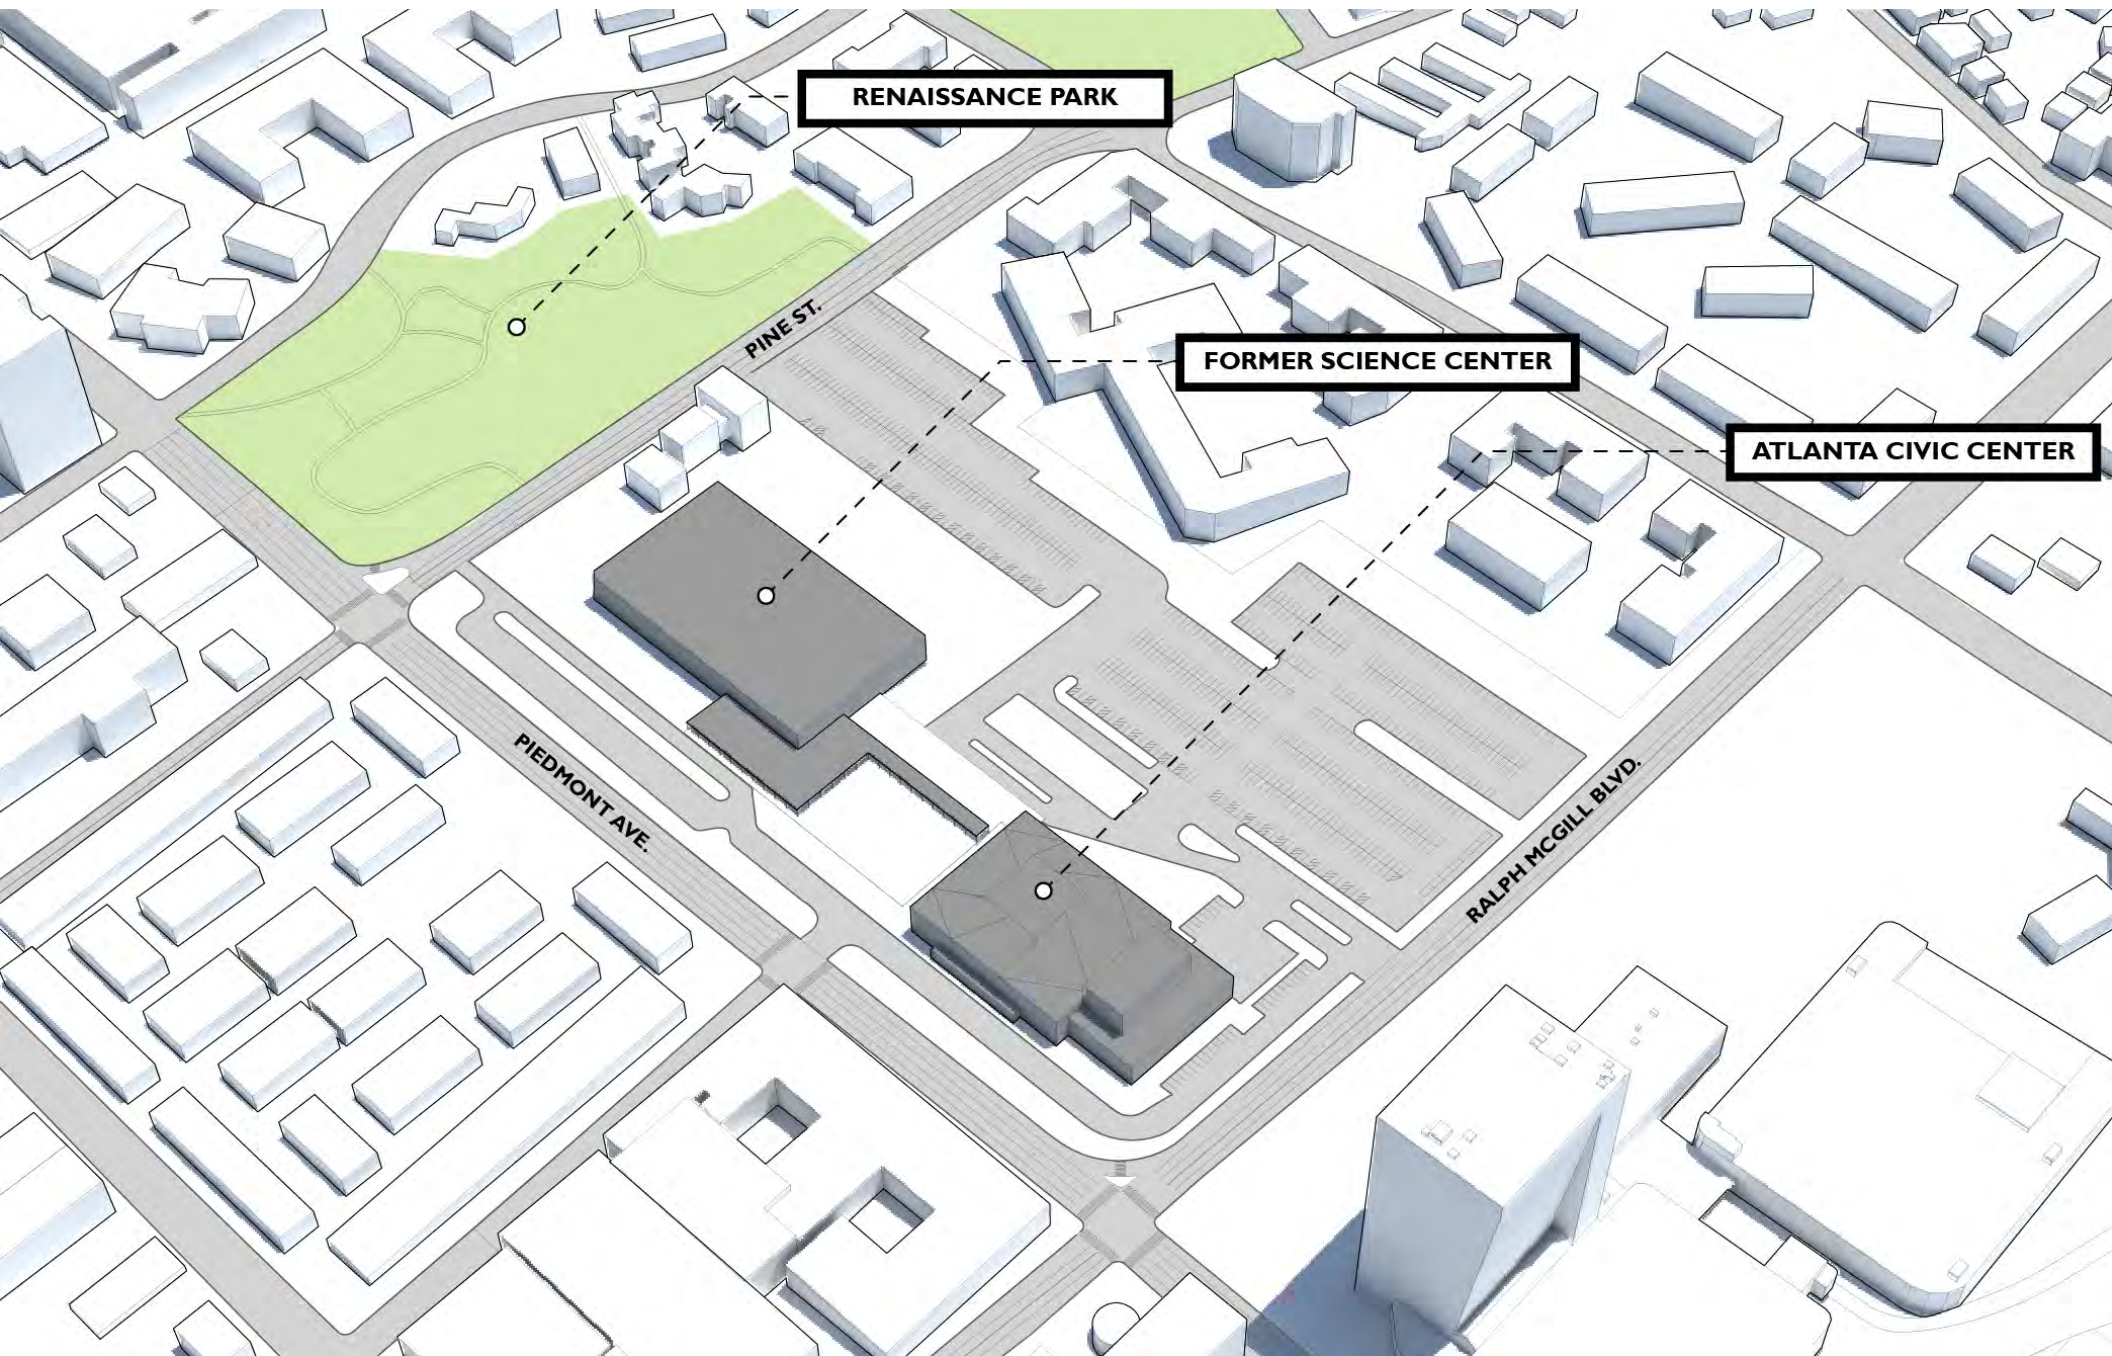 RENAISSANCE PARK
PINE ST.
FORMER SCIENCE CENTER
ATLANTA CIVIC CENTER
PIEDMONT AVE.
RALPH MCGILL BLVD.